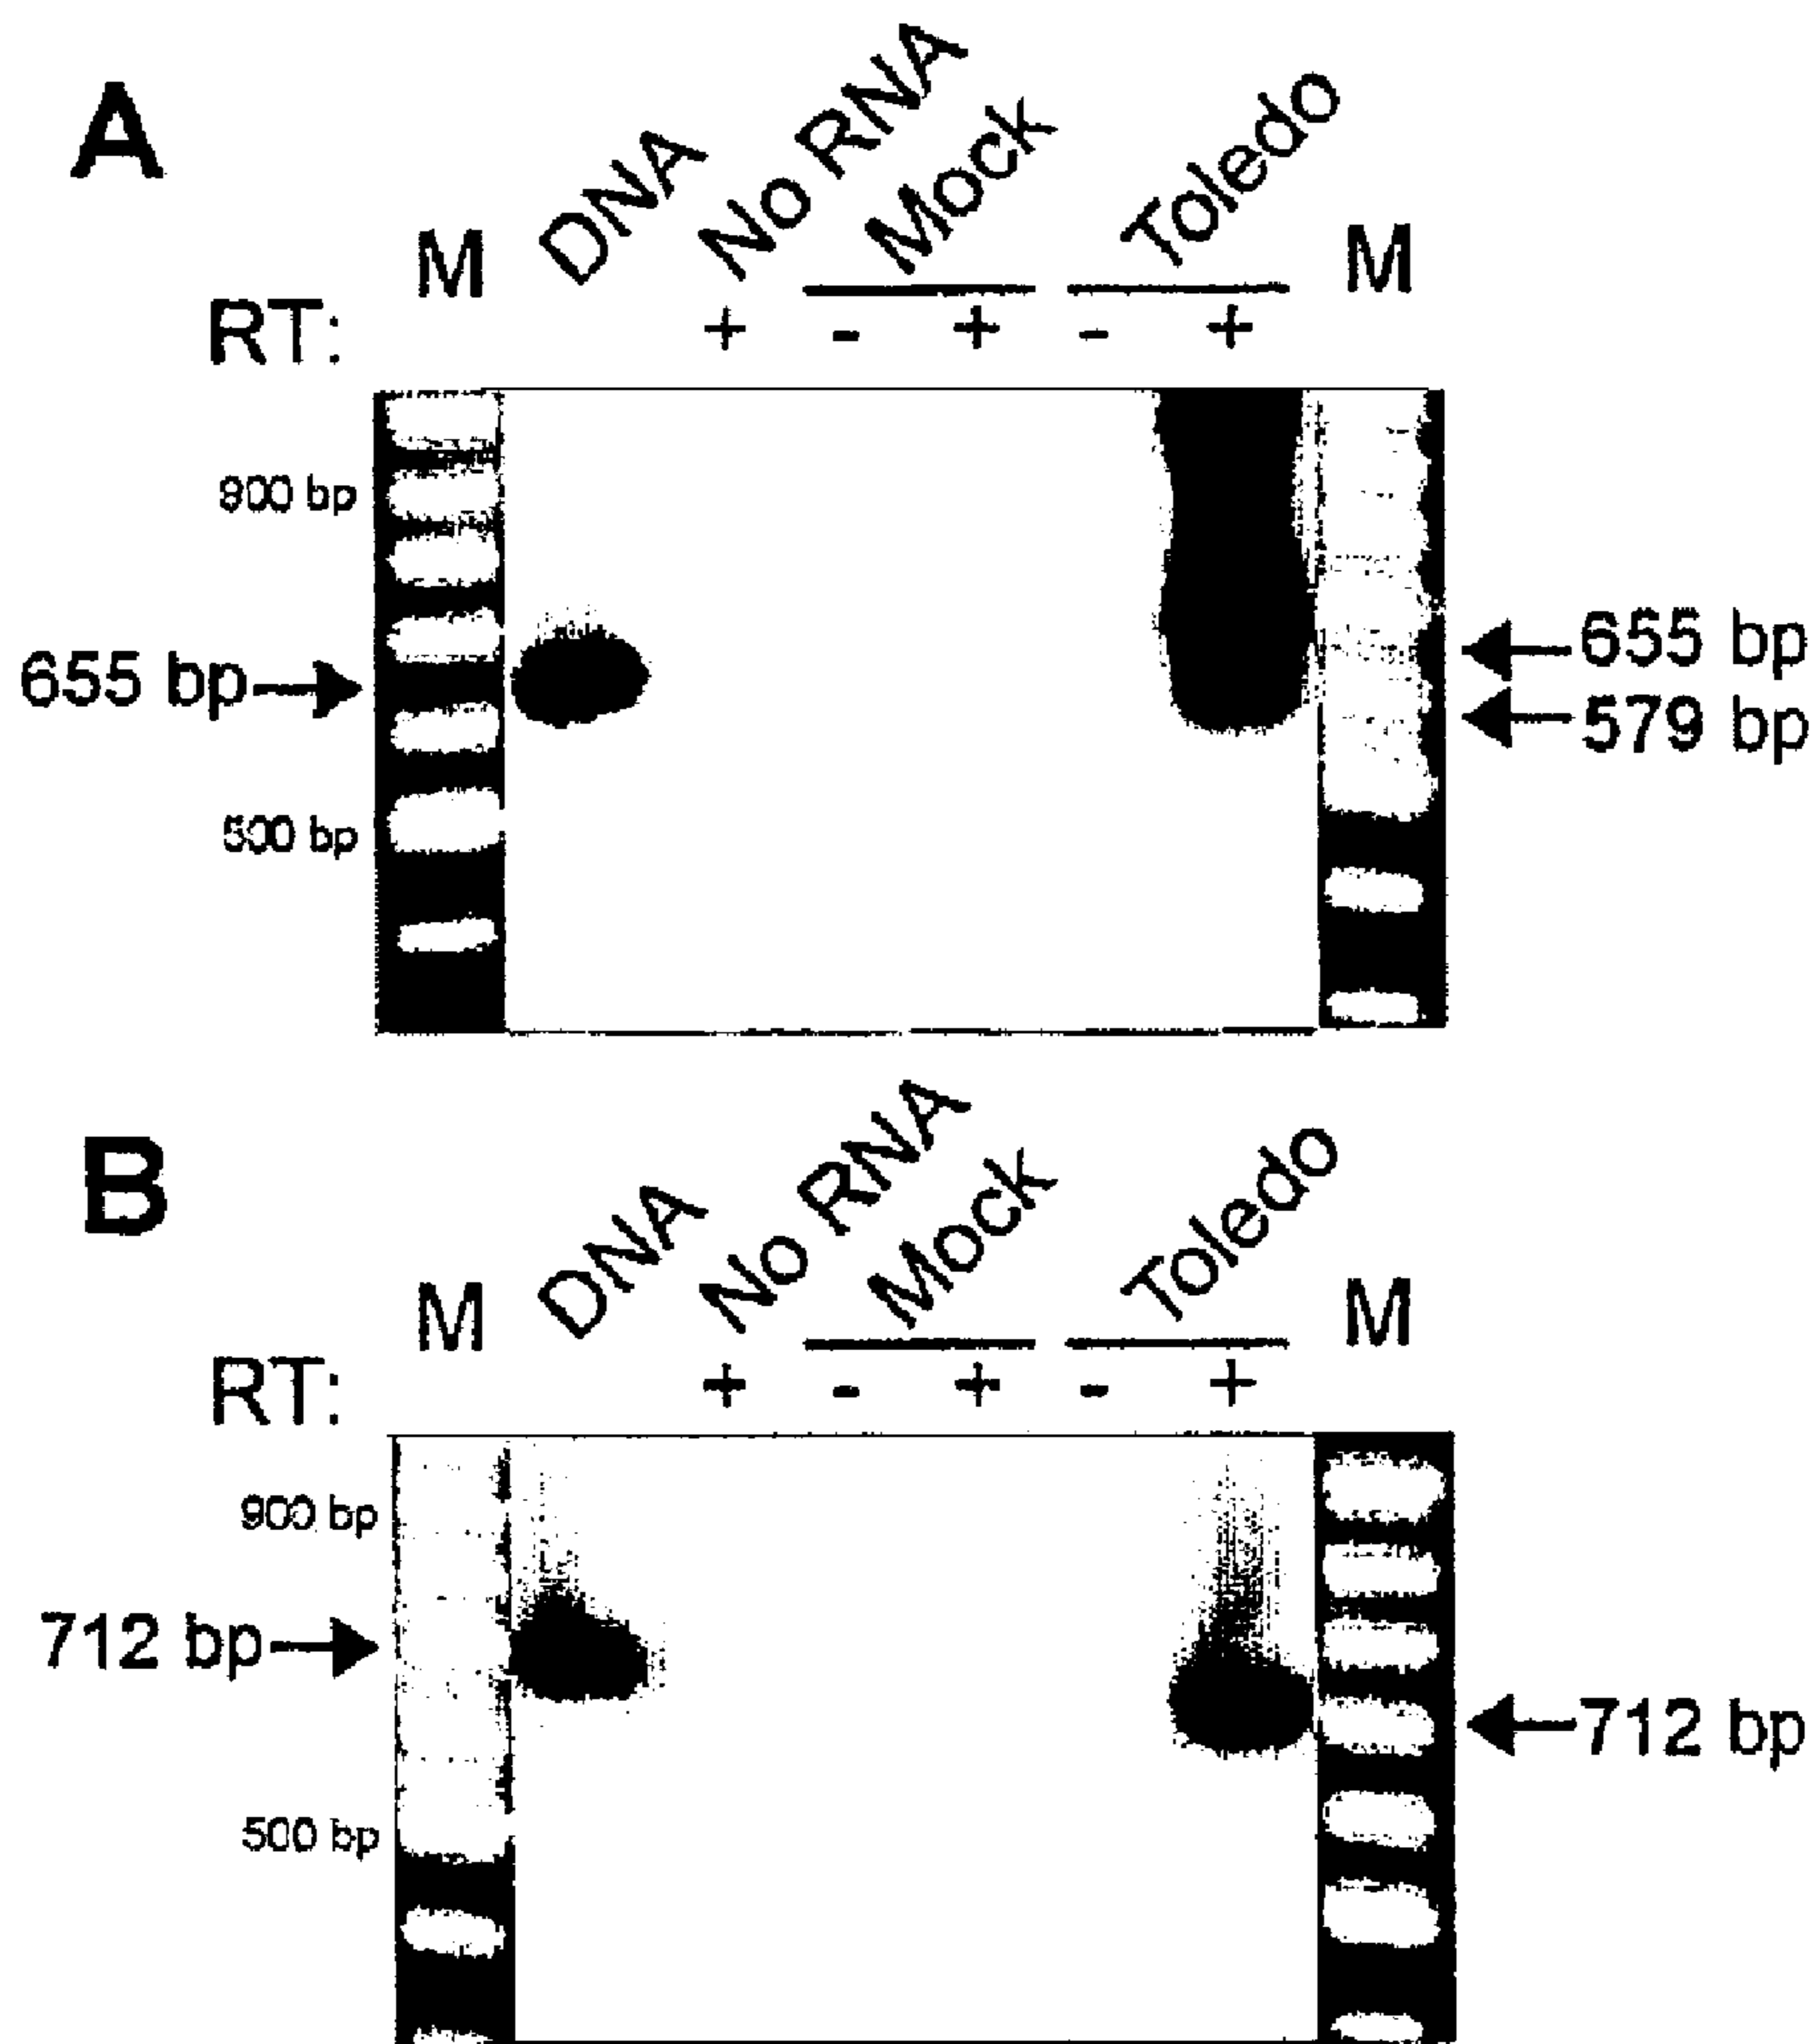 A
M DNA No RNA Mock Toledo M
RT: + - + - +
900 bp
655 bp
500 bp
655 bp
579 bp
B
M DNA No RNA Mock Toledo M
RT: + - + - +
900 bp
712 bp
500 bp
712 bp